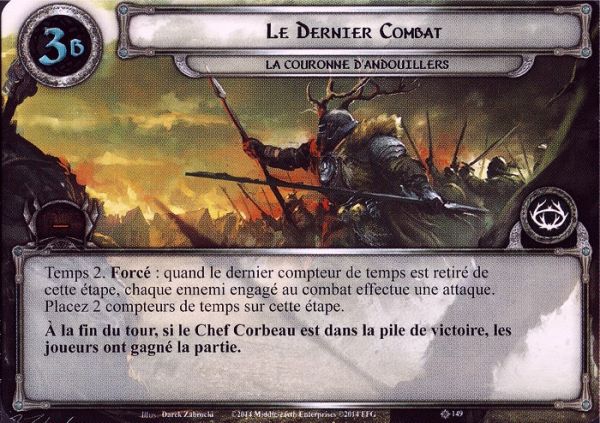 3B
LE DERNIER COMBAT
LA COURONNE D'ANDOUILLERS
–
Temps 2. Forcé : quand le dernier compteur de temps est retiré de
cette étape, chaque ennemi engagé au combat effectue une attaque.
Placez 2 compteurs de temps sur cette étape.
À la fin du tour, si le Chef Corbeau est dans la pile de victoire, les
joueurs ont gagné la partie.
Illus. Darek Zabrocki ©2014 Middle-earth Enterprises ©2014 FFG 149